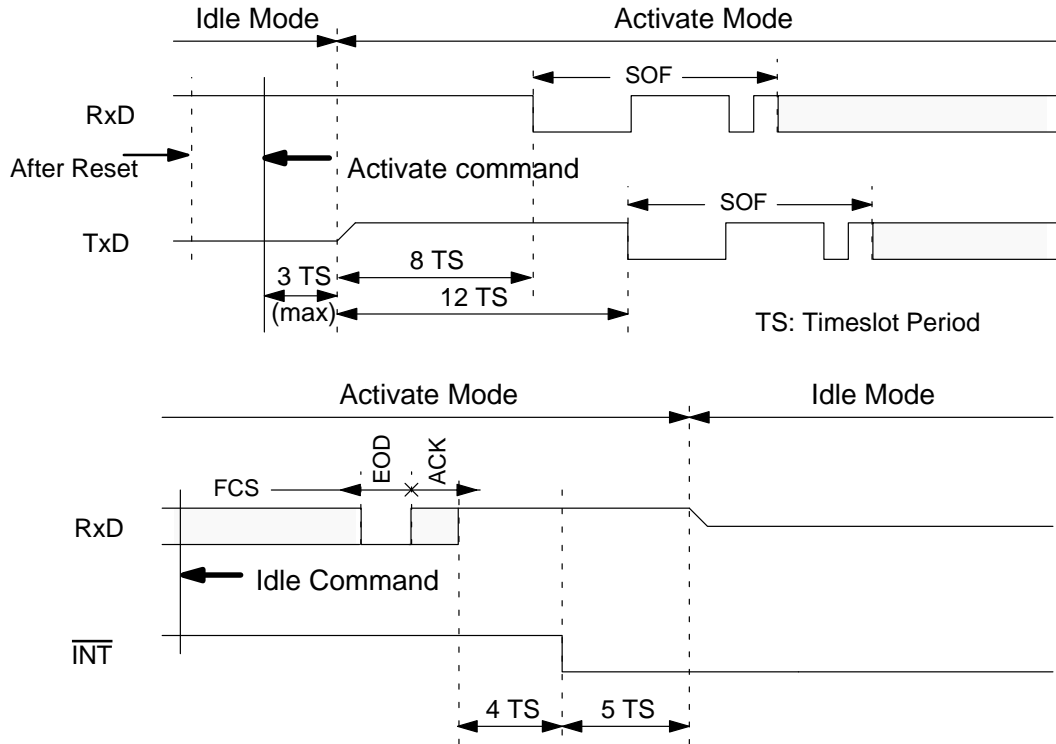 Idle Mode
Activate Mode
SOF
RxD
After Reset
Activate command
SOF
TxD
8 TS
3 TS
(max)
12 TS
TS: Timeslot Period
Activate Mode
Idle Mode
EOD
ACK
FCS
RxD
Idle Command
INT
4 TS
5 TS